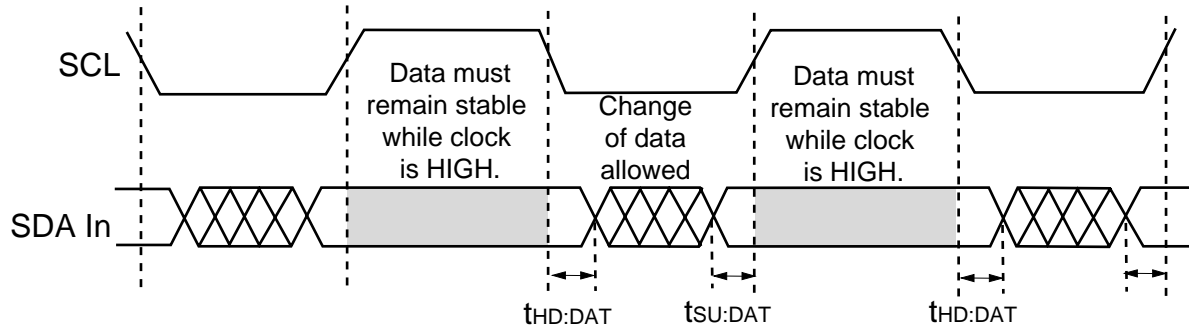 SCL
Data must
remain stable
while clock
is HIGH.
Change
of data
allowed
Data must
remain stable
while clock
is HIGH.
SDA In
tHD:DAT
tSU:DAT
tHD:DAT